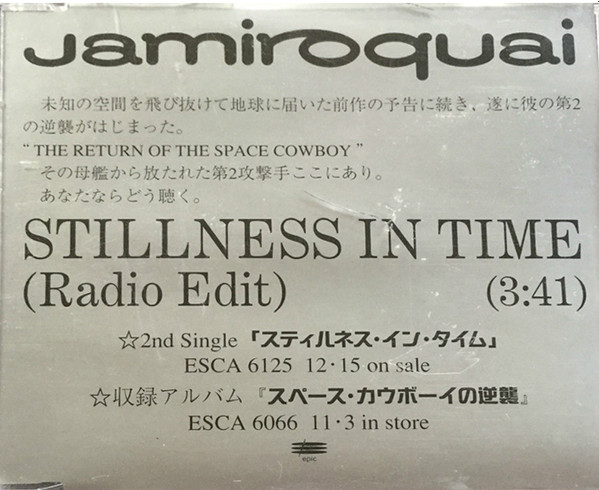 Jamiroquai
未知の空間を飛び抜けて地球に届いた前作の予告に続き、遂に彼の第2
の逆襲がはじまった。
“ THE RETURN OF THE SPACE COWBOY ”
その母艦から放たれた第2攻撃手ここにあり。
あなたならどう聴く。
STILLNESS IN TIME
(Radio Edit) (3:41)
☆2nd Single「スティルネス・イン・タイム」
ESCA 6125 12・15 on sale
☆収録アルバム『スペース・カウボーイの逆襲』
ESCA 6066 11・3 in store
epic